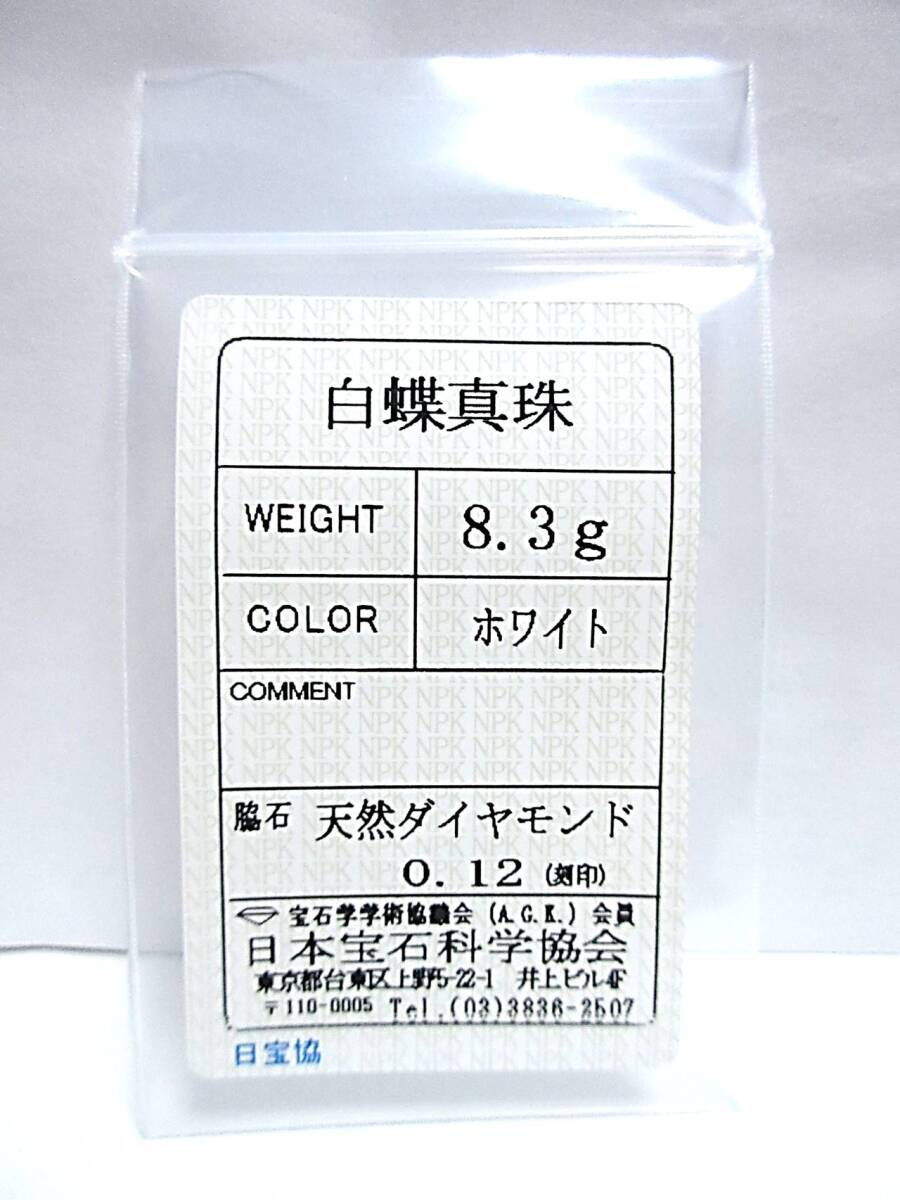 白蝶真珠
WEIGHT 8.3g
COLOR ホワイト
COMMENT
脇石 天然ダイヤモンド
0.12 (刻印)
宝石学学術協議会 (A.G.K.) 会員
日本宝石科学協会
東京都台東区上野5-22-1 井上ビル4F
〒110-0005 Tel.(03)3836-2507
日宝協
NPK